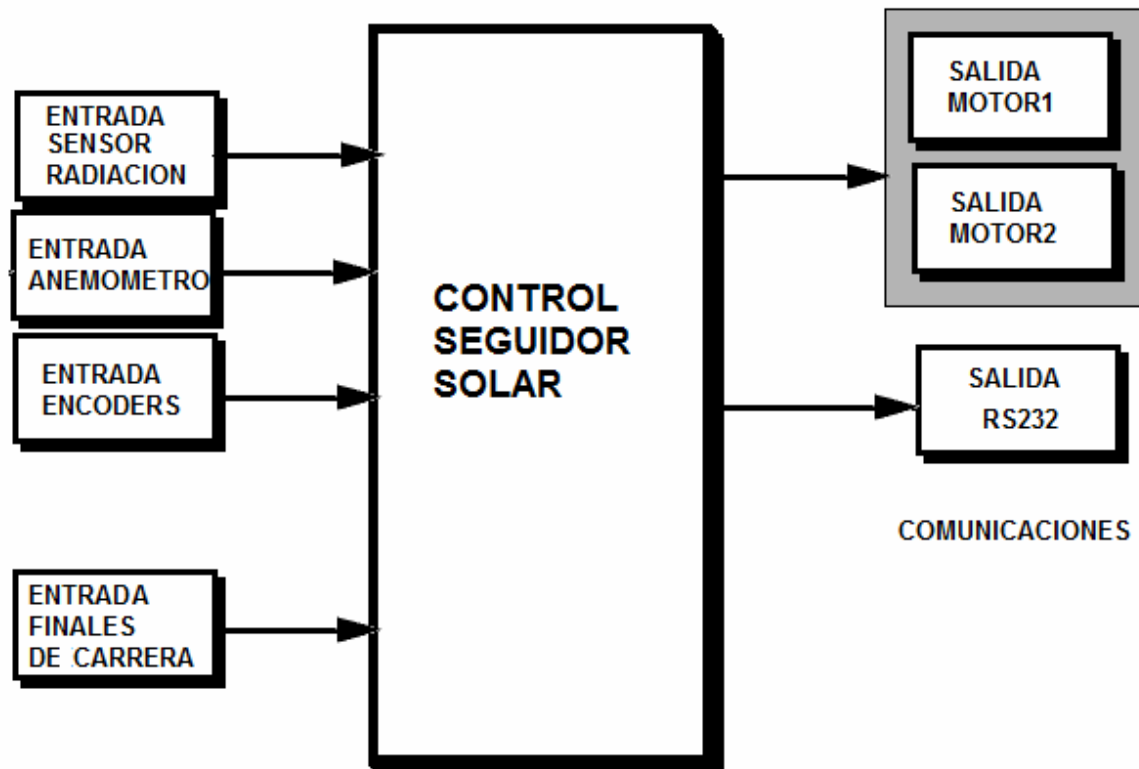 ENTRADA
SENSOR
RADIACION
ENTRADA
ANEMOMETRO
ENTRADA
ENCODERS
ENTRADA
FINALES
DE CARRERA
CONTROL
SEGUIDOR
SOLAR
SALIDA
MOTOR1
SALIDA
MOTOR2
SALIDA
RS232
COMUNICACIONES